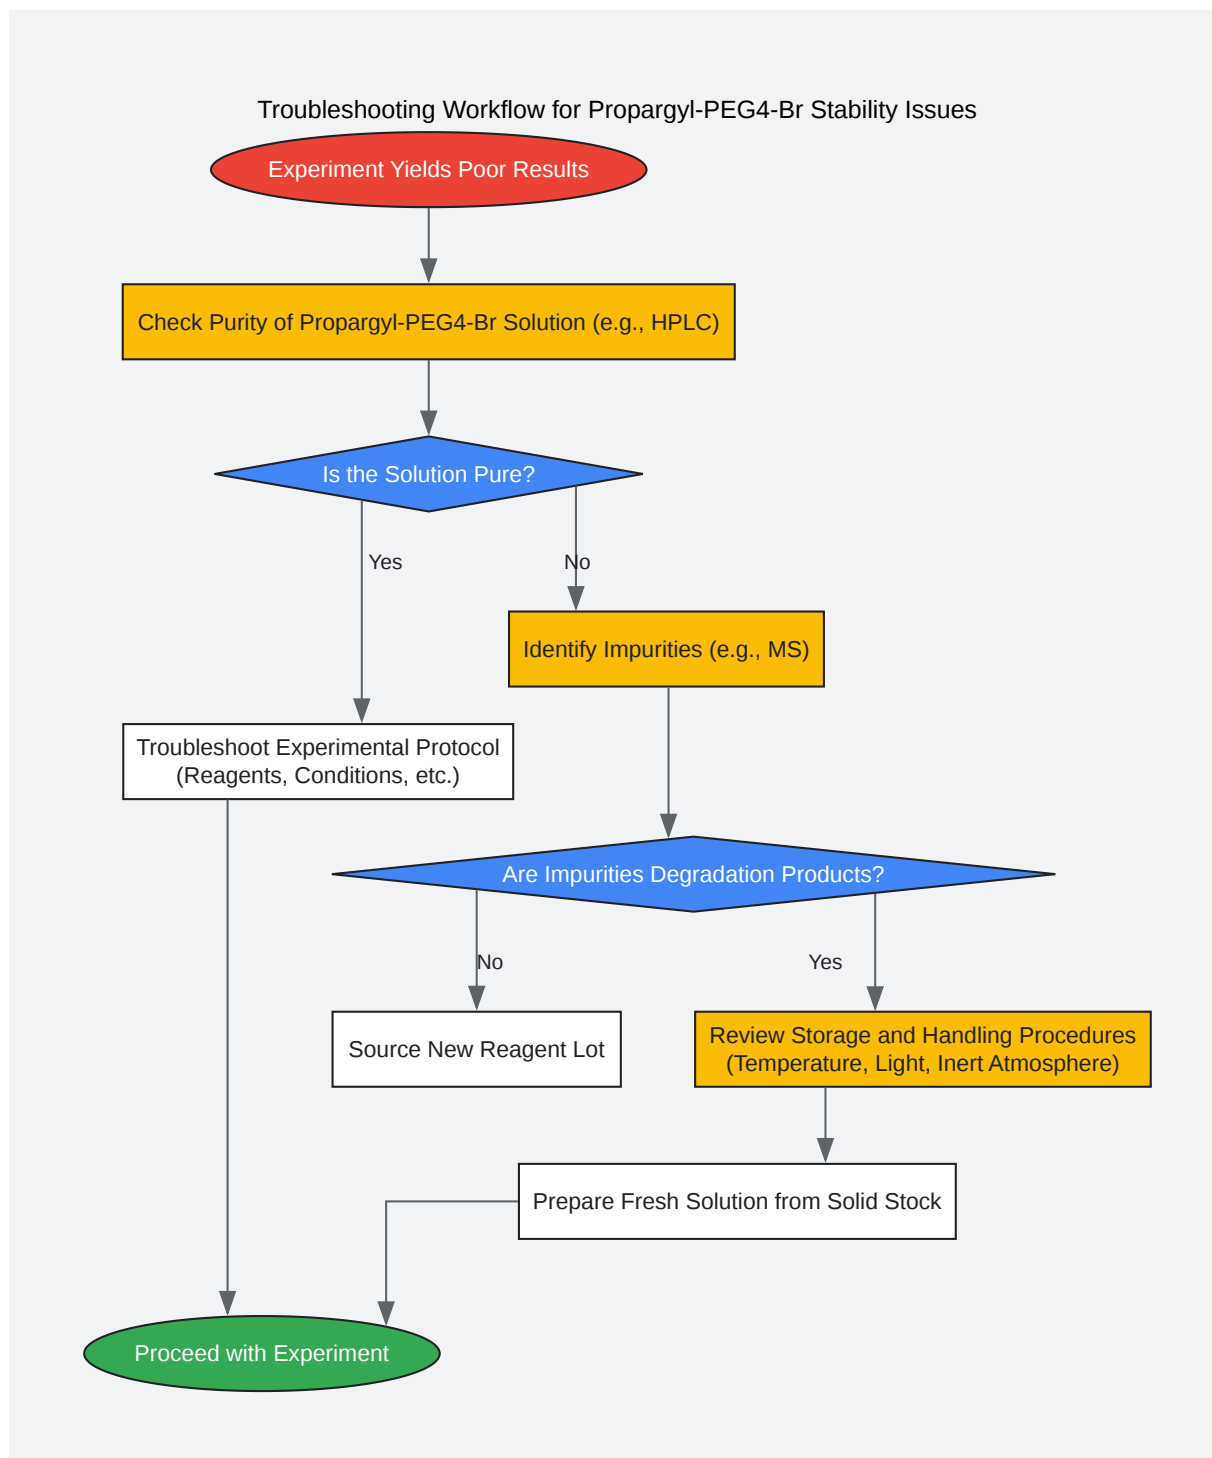 Troubleshooting Workflow for Propargyl-PEG4-Br Stability Issues
Experiment Yields Poor Results
Check Purity of Propargyl-PEG4-Br Solution (e.g., HPLC)
Is the Solution Pure?
Yes
No
Identify Impurities (e.g., MS)
Troubleshoot Experimental Protocol
(Reagents, Conditions, etc.)
Are Impurities Degradation Products?
No
Yes
Source New Reagent Lot
Review Storage and Handling Procedures
(Temperature, Light, Inert Atmosphere)
Prepare Fresh Solution from Solid Stock
Proceed with Experiment